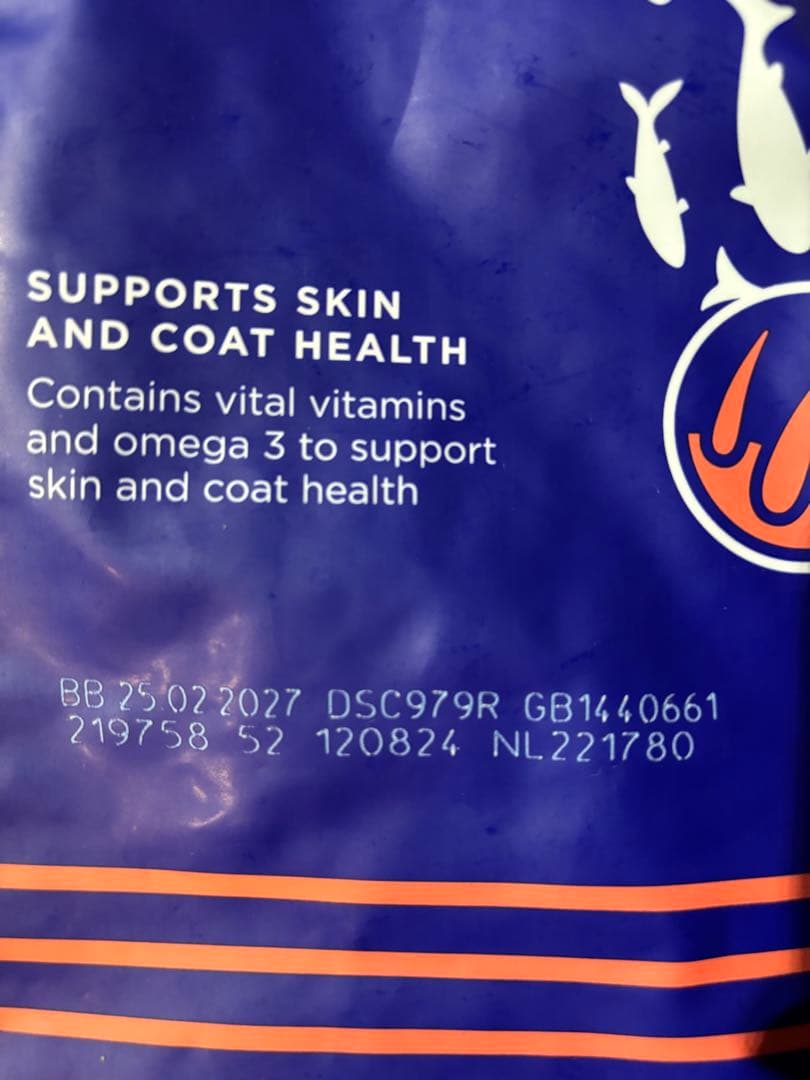 SUPPORTS SKIN
AND COAT HEALTH
Contains vital vitamins
and omega 3 to support
skin and coat health
BB 25.02 2027 DSC979R GB1440661
219758 52 120824 NL221780